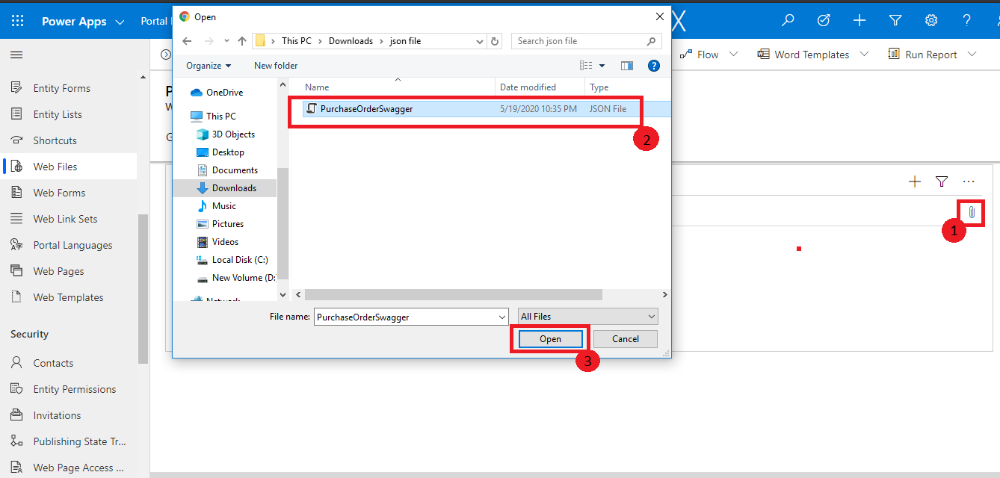 Open
Power Apps
Portal
X
This PC
Downloads
json file
Search json file
Organize
New folder
Flow
Word Templates
Run Report
Entity Forms
Entity Lists
Shortcuts
Web Files
Web Forms
Web Link Sets
Portal Languages
Web Pages
Web Templates
Security
Contacts
Entity Permissions
Invitations
Publishing State Tr...
Web Page Access ...
OneDrive
This PC
3D Objects
Desktop
Documents
Downloads
Music
Pictures
Videos
Local Disk (C:)
New Volume (D:
Network
Name
Date modified
Type
PurchaseOrderSwagger
5/19/2020 10:35 PM
JSON File
2
1
File name:
PurchaseOrderSwagger
All Files
Open
Cancel
3